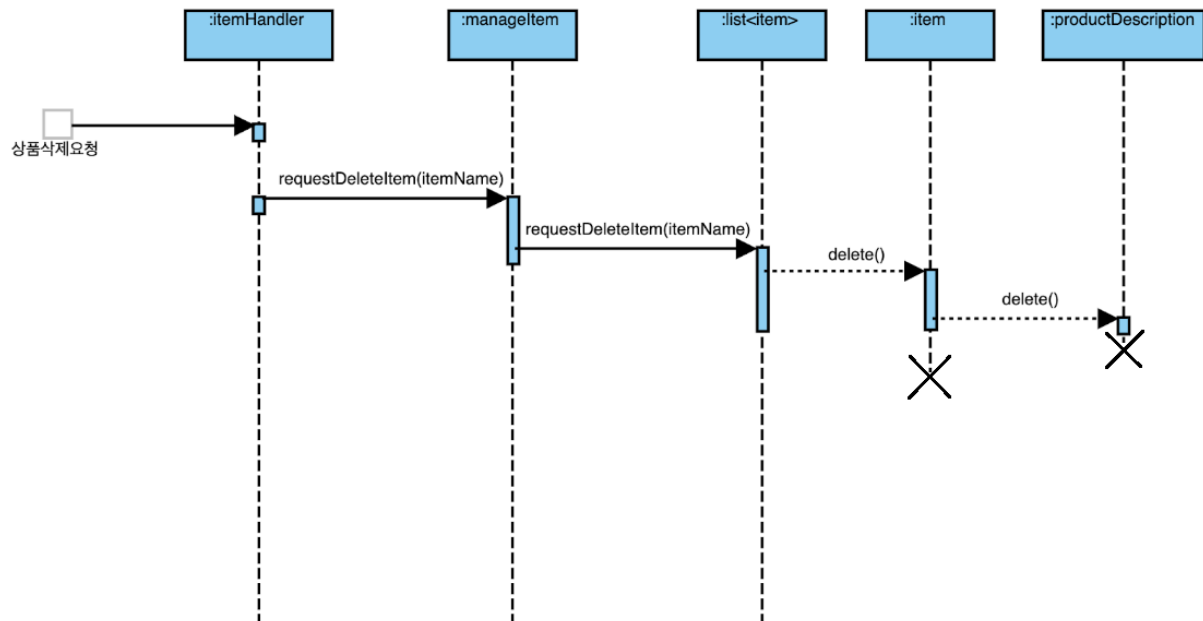 :itemHandler
:manageItem
:list<item>
:item
:productDescription
상품삭제요청
requestDeleteItem(itemName)
requestDeleteItem(itemName)
delete()
delete()